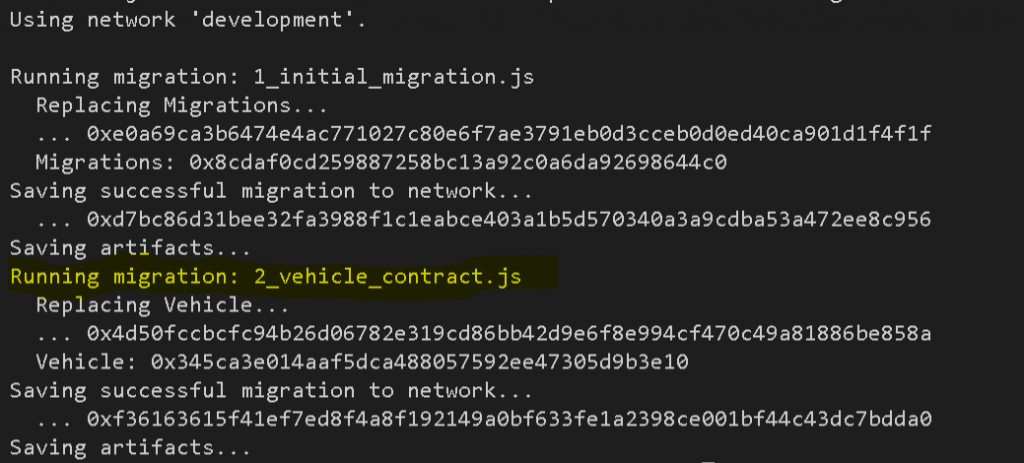 Using network 'development'.
Running migration: 1_initial_migration.js
Replacing Migrations...
... 0xe0a69ca3b6474e4ac771027c80e6f7ae3791eb0d3cceb0d0ed40ca901d1f4f1f
Migrations: 0x8cdaf0cd259887258bc13a92c0a6da92698644c0
Saving successful migration to network...
... 0xd7bc86d31bee32fa3988f1c1eabce403a1b5d570340a3a9cdba53a472ee8c956
Saving artifacts...
Running migration: 2_vehicle_contract.js
Replacing Vehicle...
... 0x4d50fccbcfc94b26d06782e319cd86bb42d9e6f8e994cf470c49a81886be858a
Vehicle: 0x345ca3e014aaf5dca488057592ee47305d9b3e10
Saving successful migration to network...
... 0xf36163615f41ef7ed8f4a8f192149a0bf633fe1a2398ce001bf44c43dc7bdda0
Saving artifacts...